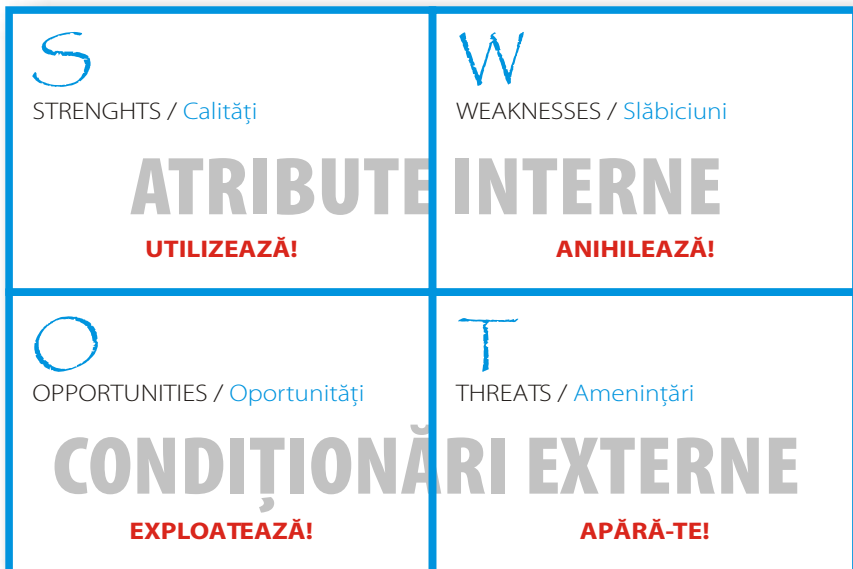 S
STRENGHTS / Calități
W
WEAKNESSES / Slăbiciuni
ATRIBUTE INTERNE
UTILIZEAZĂ!
ANIHILEAZĂ!
O
OPPORTUNITIES / Oportunități
T
THREATS / Amenințări
CONDIȚIONĂRI EXTERNE
EXPLOATEAZĂ!
APĂRĂ-TE!